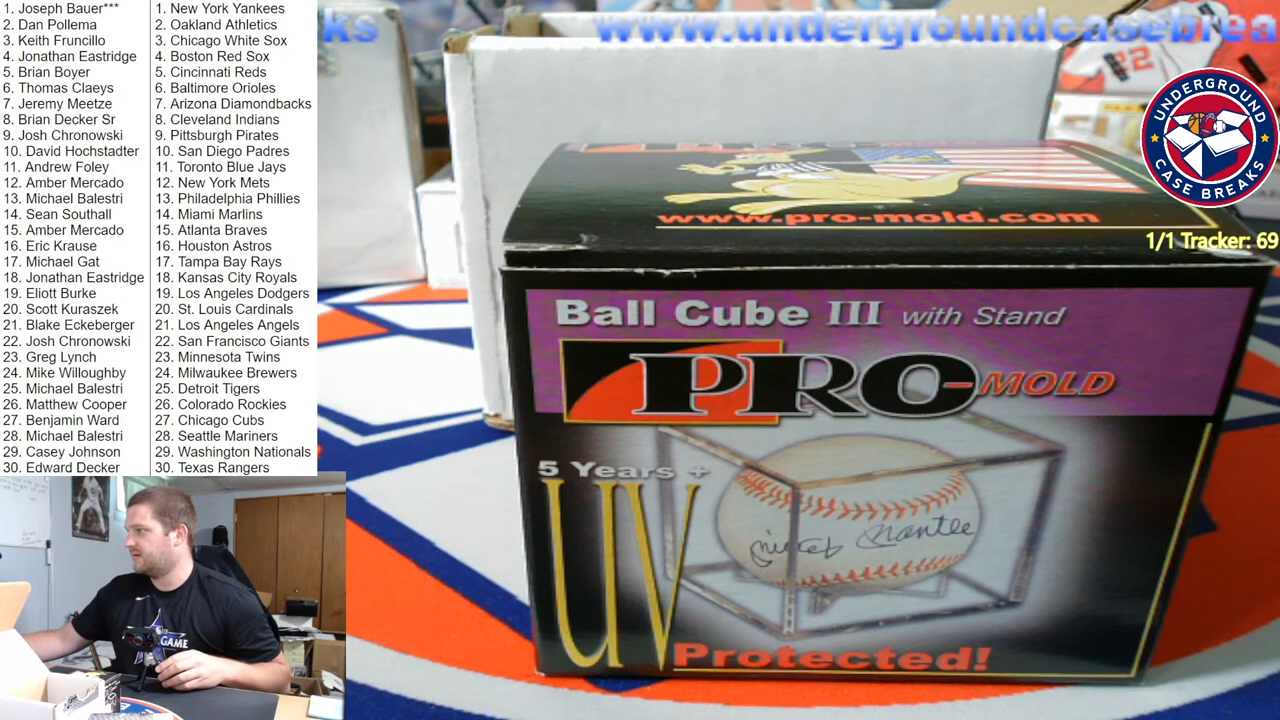 1. Joseph Bauer***
2. Dan Pollema
3. Keith Fruncillo
4. Jonathan Eastridge
5. Brian Boyer
6. Thomas Claeys
7. Jeremy Meetze
8. Brian Decker Sr
9. Josh Chronowski
10. David Hochstadter
11. Andrew Foley
12. Amber Mercado
13. Michael Balestri
14. Sean Southall
15. Amber Mercado
16. Eric Krause
17. Michael Gat
18. Jonathan Eastridge
19. Eliott Burke
20. Scott Kuraszek
21. Blake Eckeberger
22. Josh Chronowski
23. Greg Lynch
24. Mike Willoughby
25. Michael Balestri
26. Matthew Cooper
27. Benjamin Ward
28. Michael Balestri
29. Casey Johnson
30. Edward Decker
1. New York Yankees
2. Oakland Athletics
3. Chicago White Sox
4. Boston Red Sox
5. Cincinnati Reds
6. Baltimore Orioles
7. Arizona Diamondbacks
8. Cleveland Indians
9. Pittsburgh Pirates
10. San Diego Padres
11. Toronto Blue Jays
12. New York Mets
13. Philadelphia Phillies
14. Miami Marlins
15. Atlanta Braves
16. Houston Astros
17. Tampa Bay Rays
18. Kansas City Royals
19. Los Angeles Dodgers
20. St. Louis Cardinals
21. Los Angeles Angels
22. San Francisco Giants
23. Minnesota Twins
24. Milwaukee Brewers
25. Detroit Tigers
26. Colorado Rockies
27. Chicago Cubs
28. Seattle Mariners
29. Washington Nationals
30. Texas Rangers
ks www.undergroundcasebrea
22
UNDERGROUND
CASE BREAKS
1/1 Tracker: 69
www.pro-mold.com
Ball Cube III with Stand
PRO-MOLD
5 Years +
UV
Protected!
Mickey Mantle
GAME